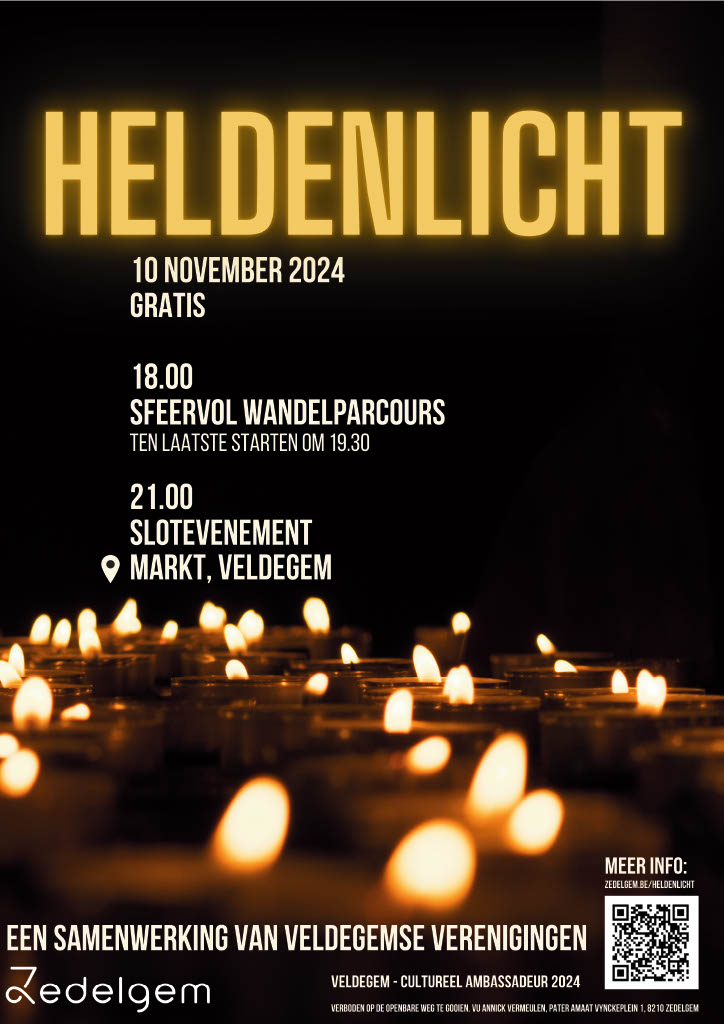 HELDENLICHT
10 NOVEMBER 2024
GRATIS
18.00
SFEERVOL WANDELPARCOURS
TEN LAATSTE STARTEN OM 19.30
21.00
SLOTEVENEMENT
MARKT, VELDEGEM
MEER INFO:
ZEDELGEM.BE/HELDENLICHT
EEN SAMENWERKING VAN VELDEGEMSE VERENIGINGEN
Zedelgem
VELDEGEM - CULTUREEL AMBASSADEUR 2024
VERBODEN OP DE OPENBARE WEG TE GOOIEN. VU ANNICK VERMEULEN, PATER AMAAT VYNCKEPLEIN 1, 8210 ZEDELGEM